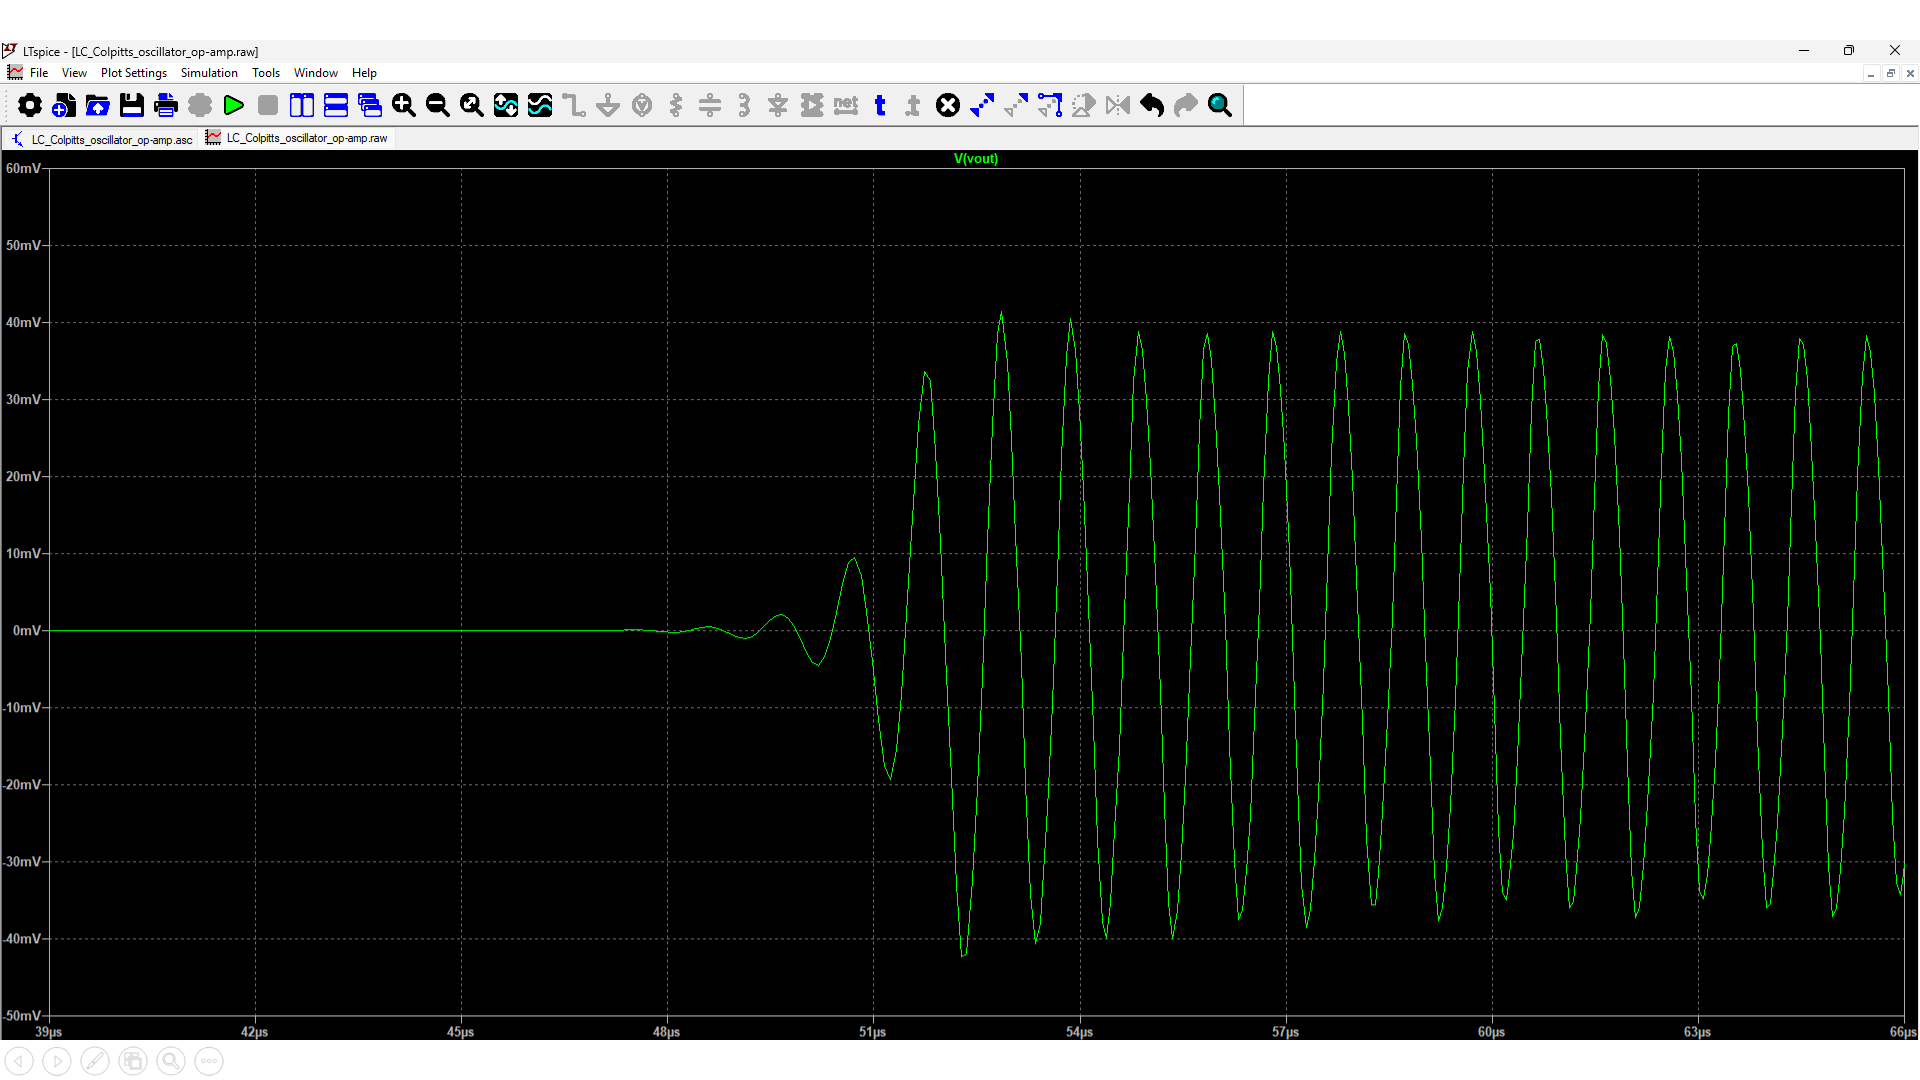 LTspice - [LC_Colpitts_oscillator_op-amp.raw]
File View Plot Settings Simulation Tools Window Help
net t t
LC_Colpitts_oscillator_op-amp.asc LC_Colpitts_oscillator_op-amp.raw
V(vout)
60mV
50mV
40mV
30mV
20mV
10mV
0mV
-10mV
-20mV
-30mV
-40mV
-50mV
39µs 42µs 45µs 48µs 51µs 54µs 57µs 60µs 63µs 66µs